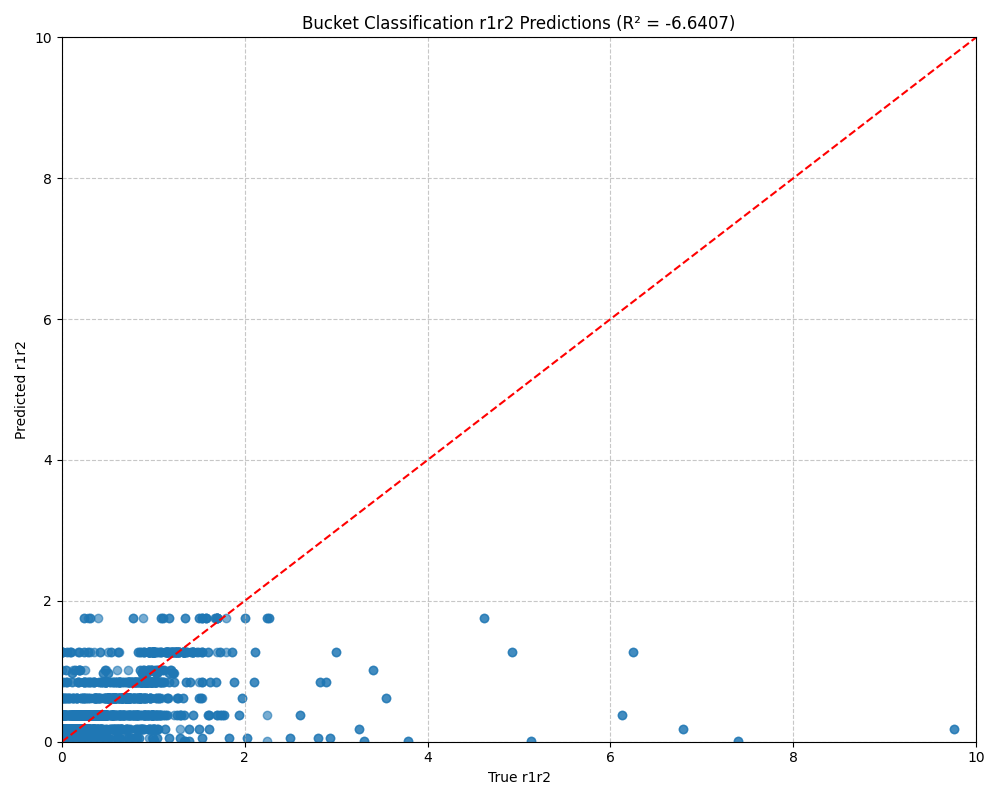 Bucket Classification r1r2 Predictions (R² = -6.6407)
10
8
6
4
2
0
Predicted r1r2
0 2 4 6 8 10
True r1r2